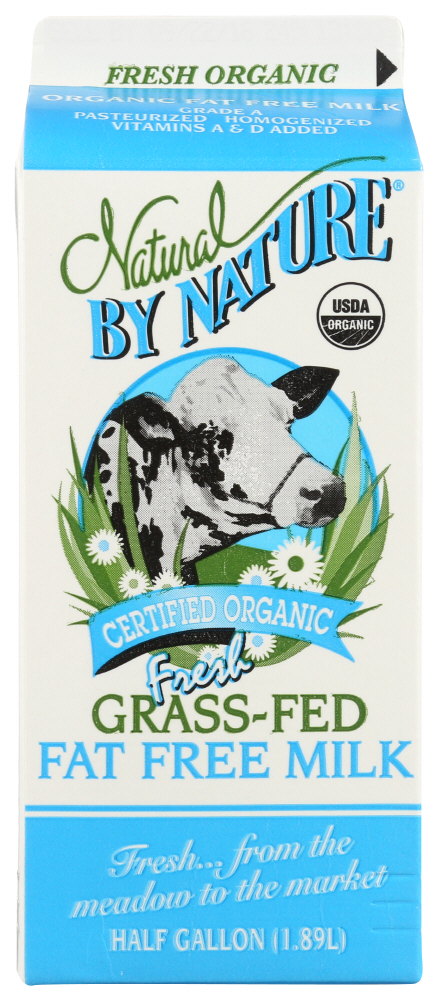 FRESH ORGANIC
ORGANIC FAT FREE MILK
GRADE A
PASTEURIZED HOMOGENIZED
VITAMINS A & D ADDED
Natural
BY NATURE®
USDA
ORGANIC
CERTIFIED ORGANIC
Fresh
GRASS-FED
FAT FREE MILK
Fresh... from the
meadow to the market
HALF GALLON (1.89L)